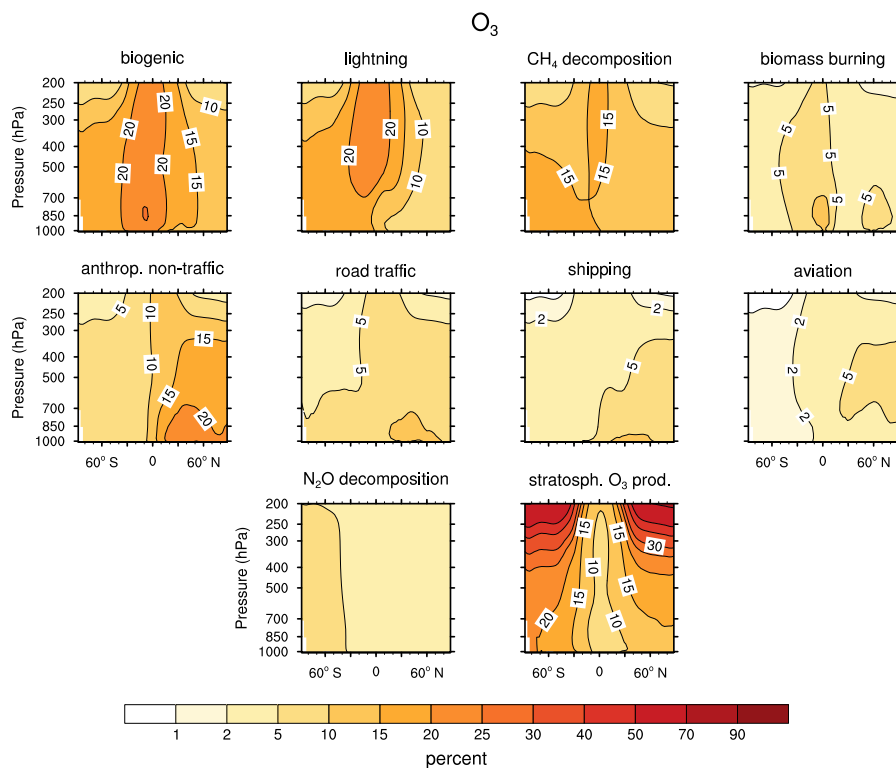 O₃
biogenic lightning CH₄ decomposition biomass burning
Pressure (hPa)
200
250
300
400
500
700
850
1000
20 20 10 20 15 20 20 15
20 20 10 20 10
15 15 15
5 5 5 5 5 5
anthrop. non-traffic road traffic shipping aviation
Pressure (hPa)
200
250
300
400
500
700
850
1000
5 10 15 10 15 20
5 5
2 2 5
2 5 2 2
60° S 0 60° N 60° S 0 60° N
N₂O decomposition stratosph. O₃ prod.
Pressure (hPa)
200
250
300
400
500
700
850
1000
15 15 30 10 15 15 20 10
60° S 0 60° N 60° S 0 60° N
1 2 5 10 15 20 25 30 40 50 70 90
percent